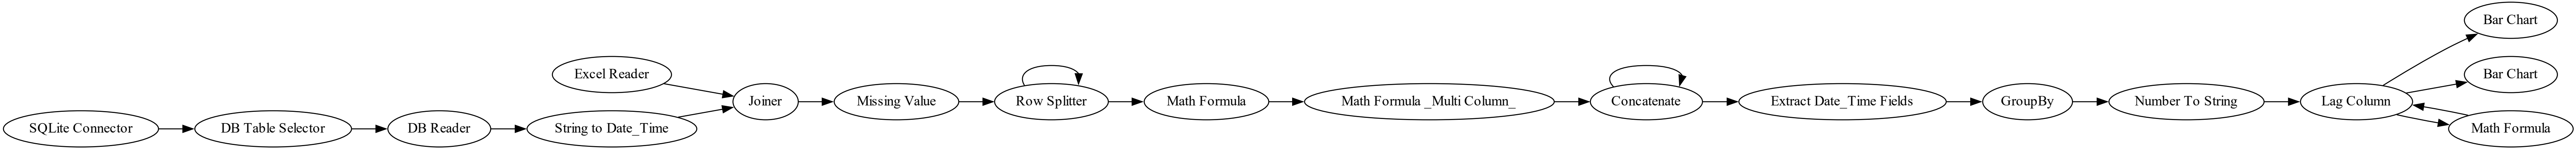 SQLite Connector
DB Table Selector
DB Reader
Excel Reader
String to Date_Time
Joiner
Missing Value
Row Splitter
Math Formula
Math Formula _Multi Column_
Concatenate
Extract Date_Time Fields
GroupBy
Number To String
Lag Column
Bar Chart
Bar Chart
Math Formula